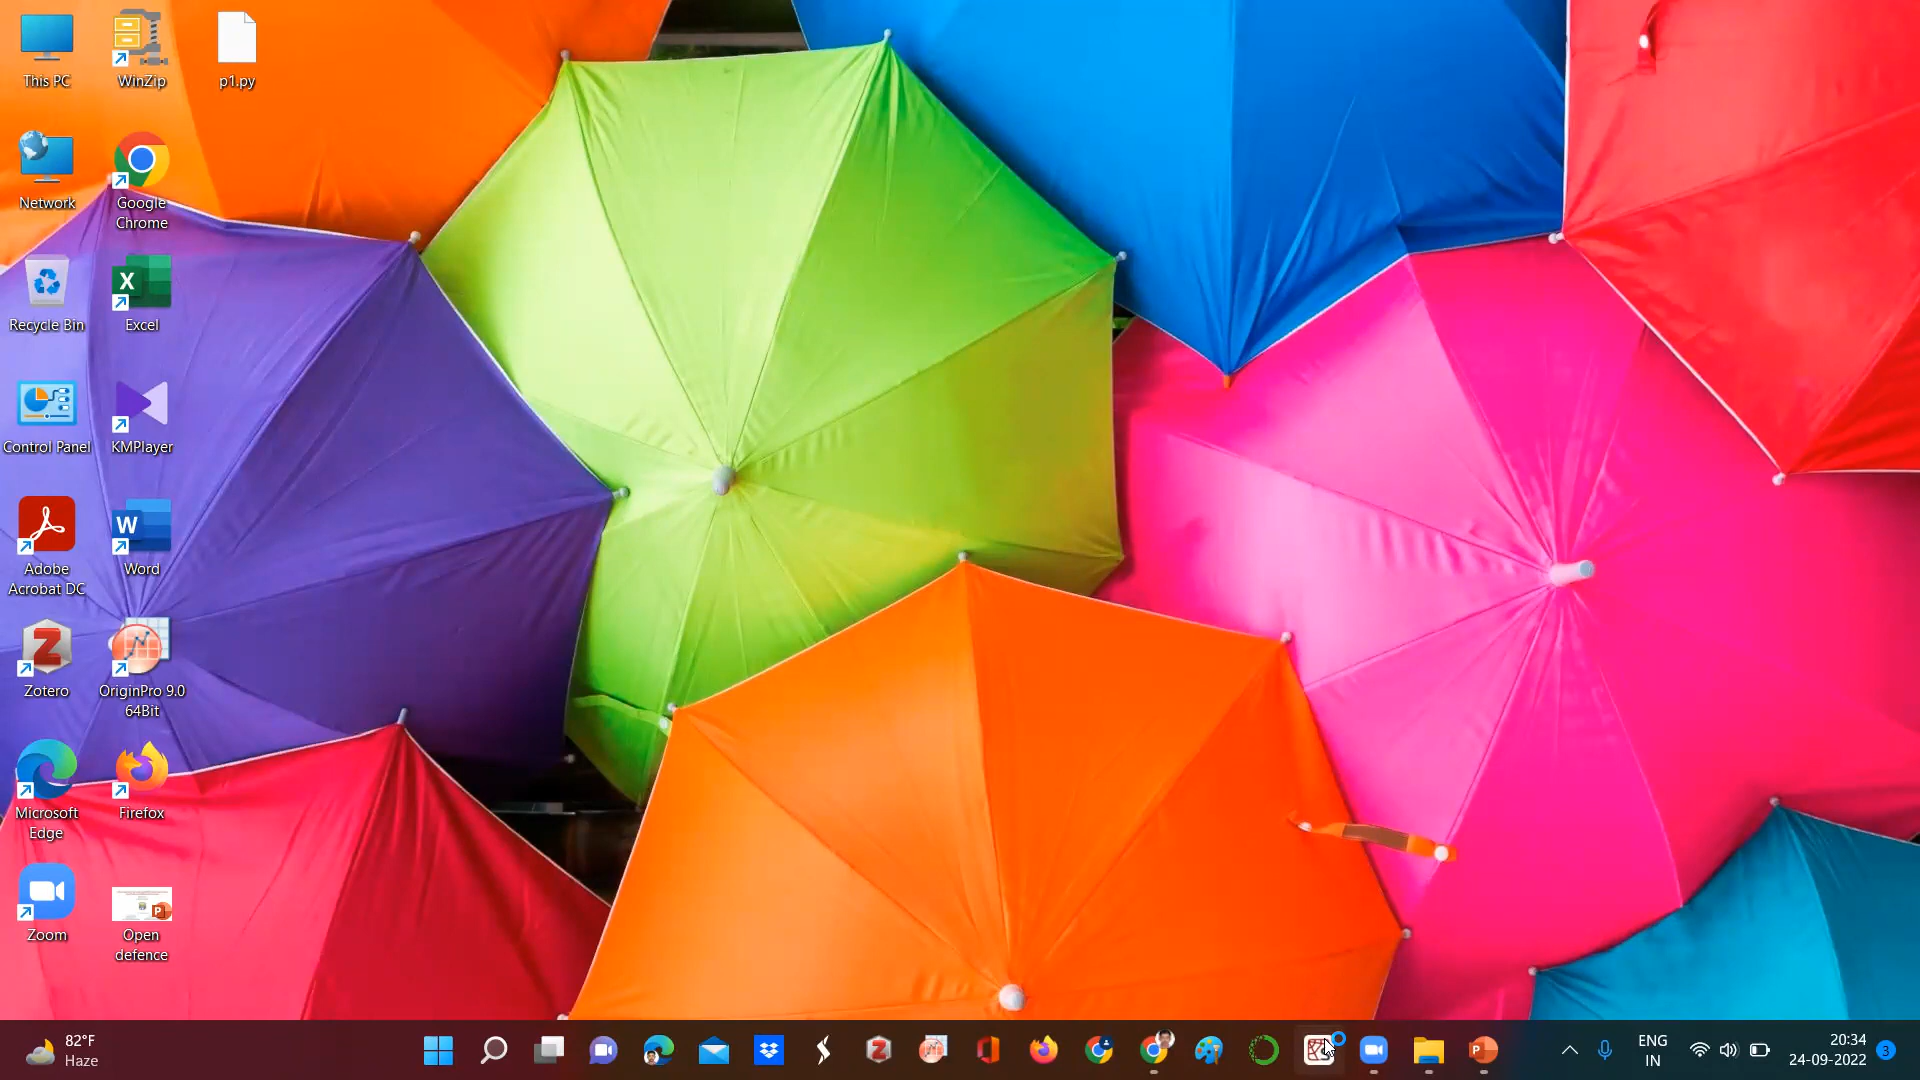 This PC
WinZip
p1.py
Network
Google
Chrome
Recycle Bin
Excel
Control Panel
KMPlayer
Adobe
Acrobat DC
Word
Zotero
OriginPro 9.0
64Bit
Microsoft
Edge
Firefox
Zoom
Open
defence
82°F
Haze
ENG
IN
20:34
24-09-2022
3